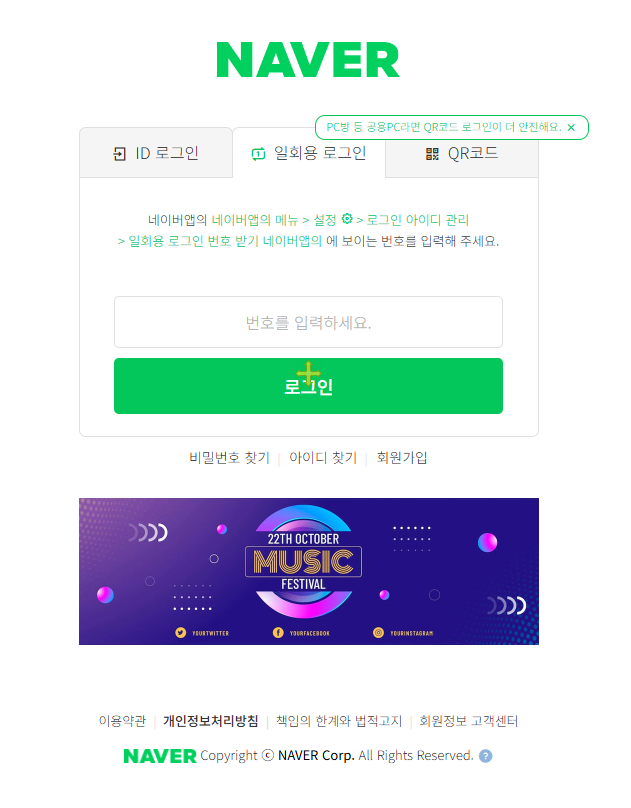 NAVER
PC방 등 공용PC라면 QR코드 로그인이 더 안전해요. ✕
ID 로그인
일회용 로그인
QR코드
네이버앱의 네이버앱의 메뉴 > 설정 > 로그인 아이디 관리
> 일회용 로그인 번호 받기 네이버앱의 에 보이는 번호를 입력해 주세요.
번호를 입력하세요.
로그인
비밀번호 찾기 | 아이디 찾기 | 회원가입
22TH OCTOBER
MUSIC
FESTIVAL
YOURTWITTER YOURFACEBOOK YOURINSTAGRAM
이용약관 | 개인정보처리방침 | 책임의 한계와 법적고지 | 회원정보 고객센터
NAVER Copyright ⓒ NAVER Corp. All Rights Reserved. ?